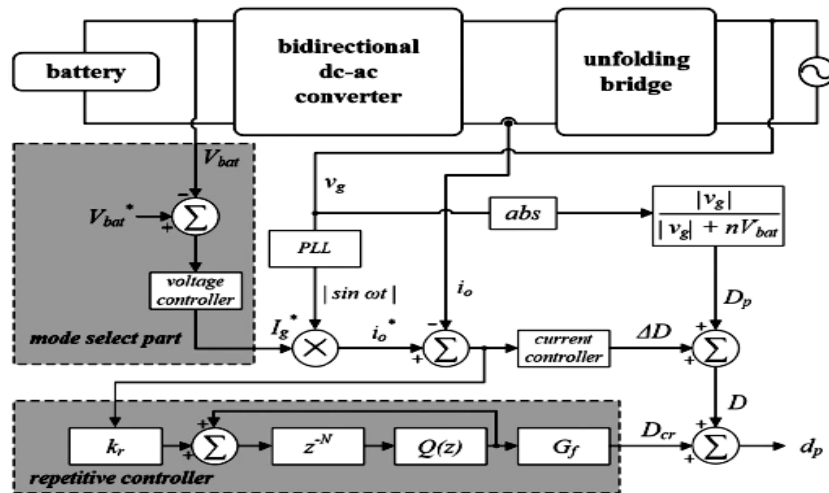 battery
bidirectional
dc-ac
converter
unfolding
bridge
V_bat
V_bat*
−
+
Σ
voltage
controller
mode select part
v_g
abs
|v_g|
|v_g| + nV_bat
PLL
|sin ωt|
i_o
D_p
I_g*
×
i_o*
−
+
Σ
current
controller
ΔD
+
+
Σ
D
k_r
+
+
Σ
z^-N
Q(z)
G_f
D_cr
+
+
Σ
d_p
repetitive controller